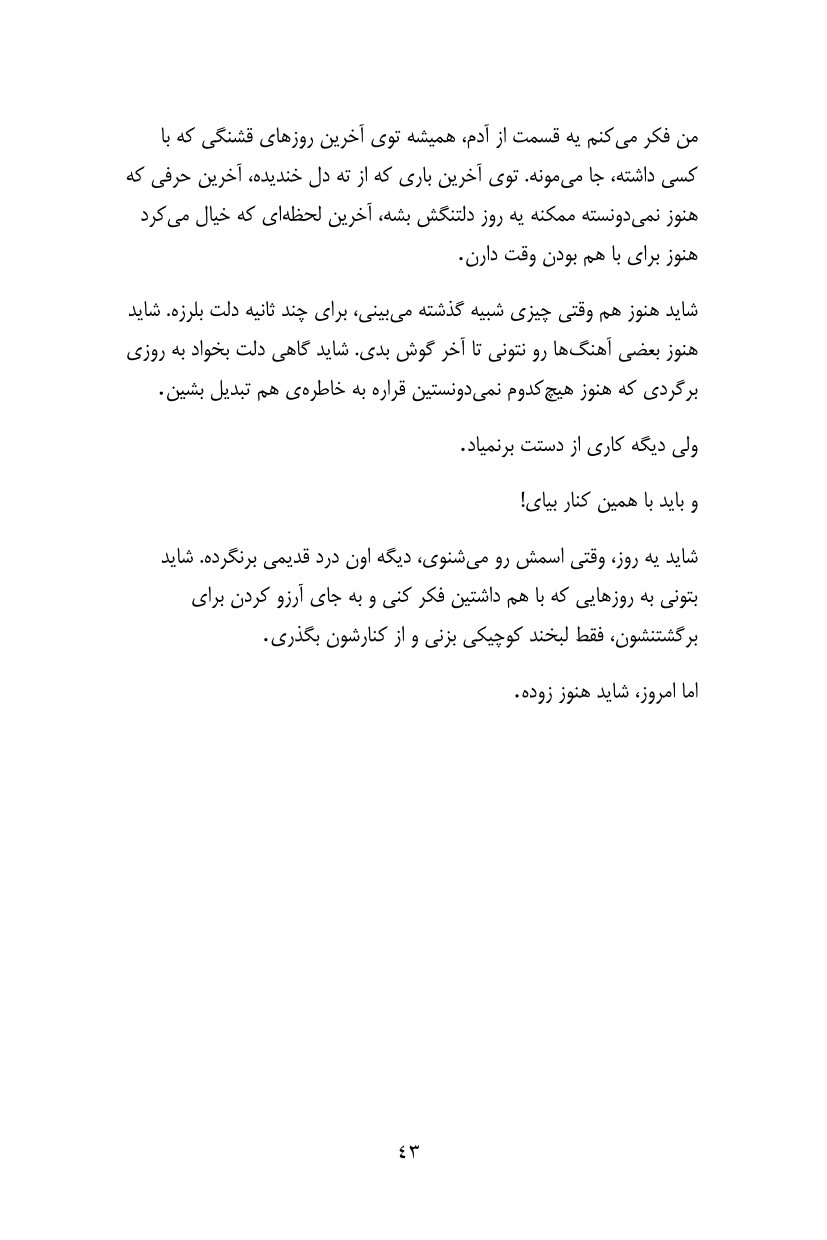 من فکر می‌کنم یه قسمت از آدم، همیشه توی آخرین روزهای قشنگی که با
کسی داشته، جا می‌مونه. توی آخرین باری که از ته دل خندیده، آخرین حرفی که
هنوز نمی‌دونسته ممکنه یه روز دلتنگش بشه، آخرین لحظه‌ای که خیال می‌کرد
هنوز برای با هم بودن وقت دارن.
شاید هنوز هم وقتی چیزی شبیه گذشته می‌بینی، برای چند ثانیه دلت بلرزه. شاید
هنوز بعضی آهنگ‌ها رو نتونی تا آخر گوش بدی. شاید گاهی دلت بخواد به روزی
برگردی که هنوز هیچ‌کدوم نمی‌دونستین قراره به خاطره‌ی هم تبدیل بشین.
ولی دیگه کاری از دستت برنمیاد.
و باید با همین کنار بیای!
شاید یه روز، وقتی اسمش رو می‌شنوی، دیگه اون درد قدیمی برنگرده. شاید
بتونی به روزهایی که با هم داشتین فکر کنی و به جای آرزو کردن برای
برگشتنشون، فقط لبخند کوچیکی بزنی و از کنارشون بگذری.
اما امروز، شاید هنوز زوده.
٤٣